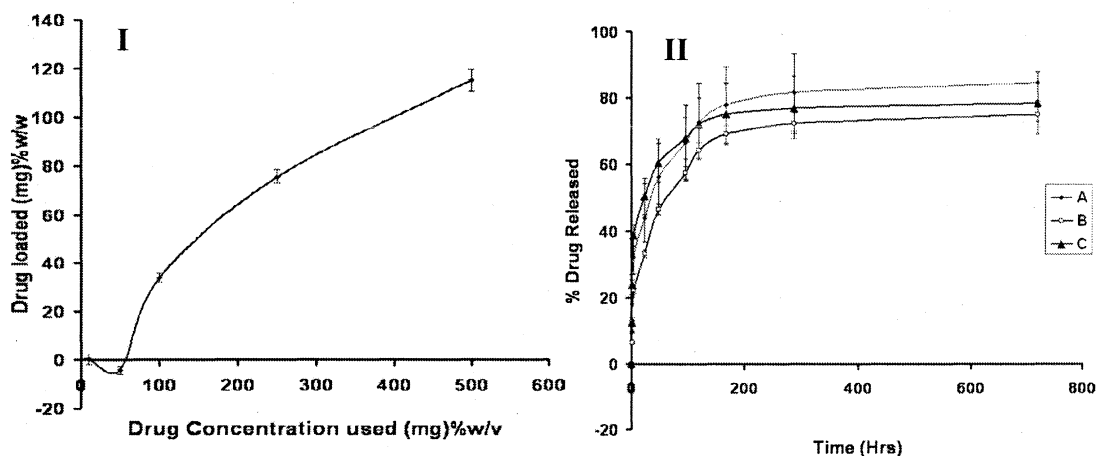 I
Drug loaded (mg)%w/w
140
120
100
80
60
40
20
0
-20
0 100 200 300 400 500 600
Drug Concentration used (mg)%w/v
II
% Drug Released
100
80
60
40
20
0
-20
0 200 400 600 800
Time (Hrs)
A
B
C